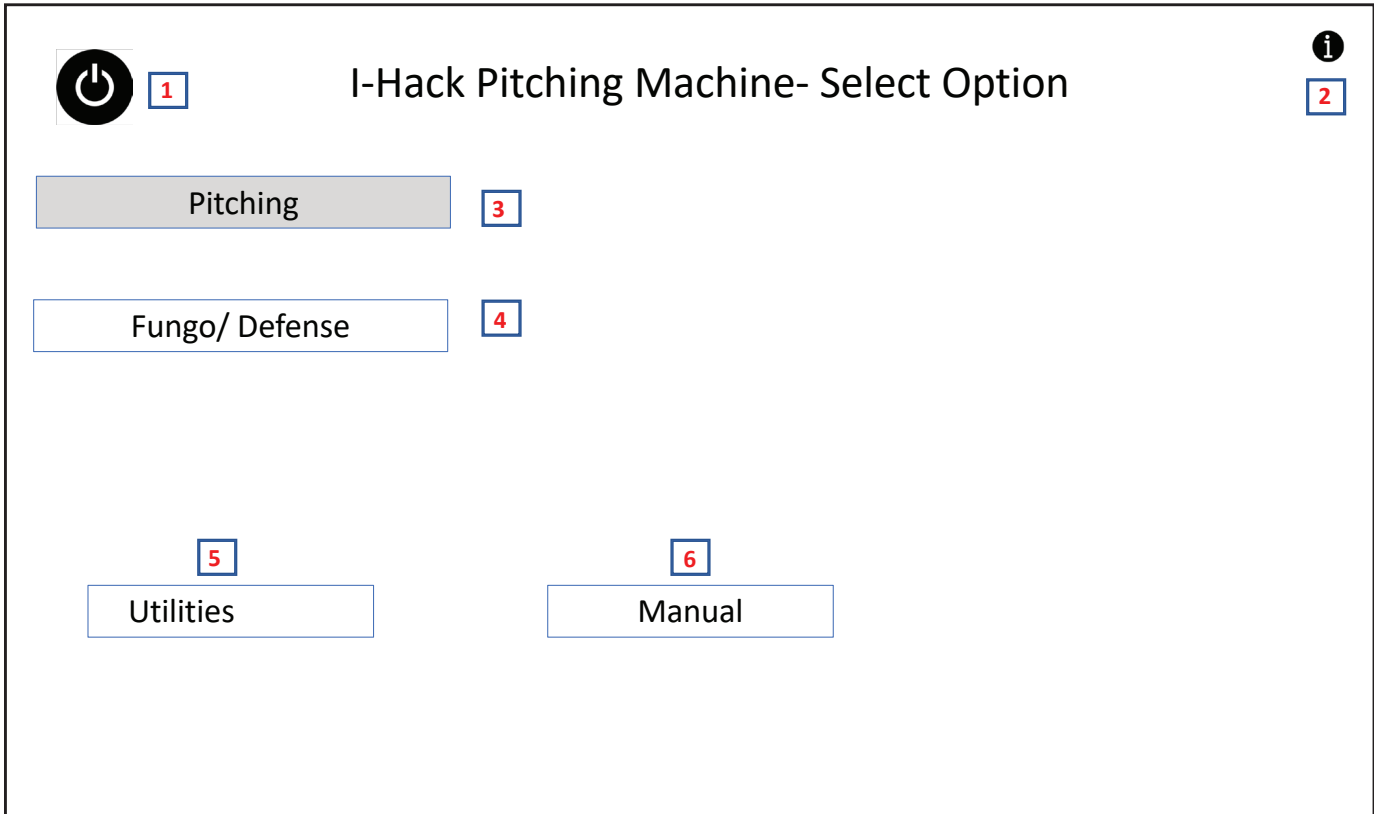 I-Hack Pitching Machine- Select Option
1
2
Pitching
3
Fungo/ Defense
4
5
6
Utilities
Manual